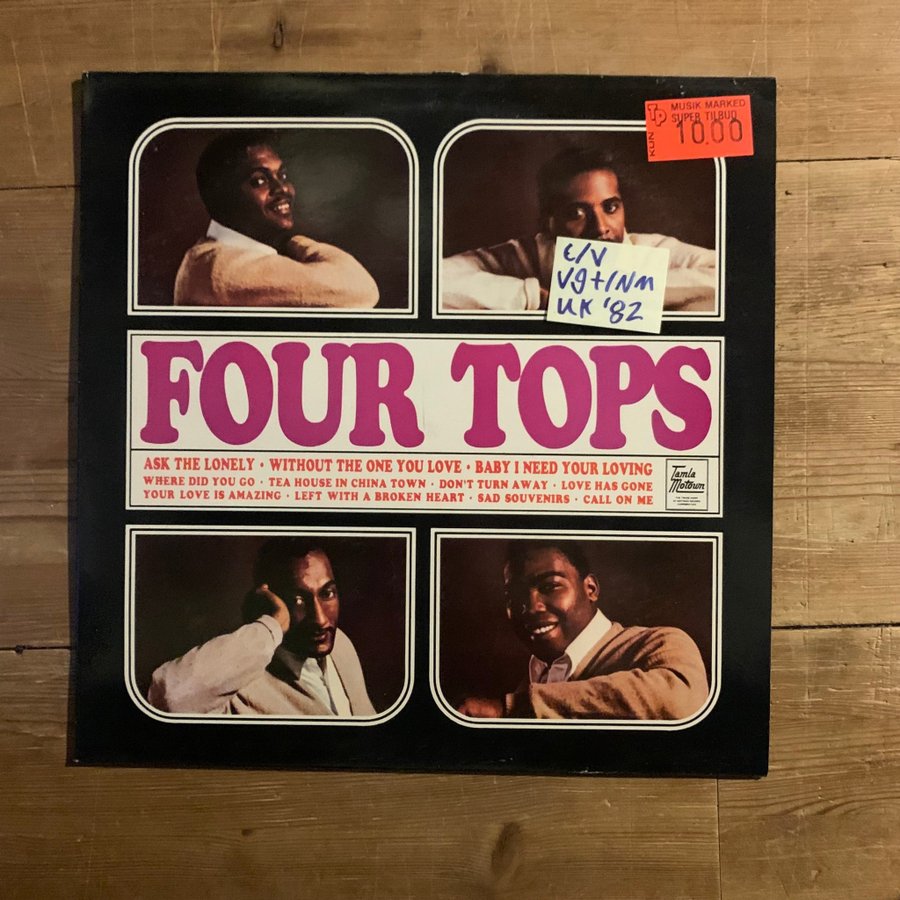 TP MUSIK MARKED
SUPER TILBUD
KUN 10.00
C/V
Vg+/Nm
UK '82
FOUR TOPS
ASK THE LONELY · WITHOUT THE ONE YOU LOVE · BABY I NEED YOUR LOVING
WHERE DID YOU GO · TEA HOUSE IN CHINA TOWN · DON'T TURN AWAY · LOVE HAS GONE
YOUR LOVE IS AMAZING · LEFT WITH A BROKEN HEART · SAD SOUVENIRS · CALL ON ME
Tamla
Motown